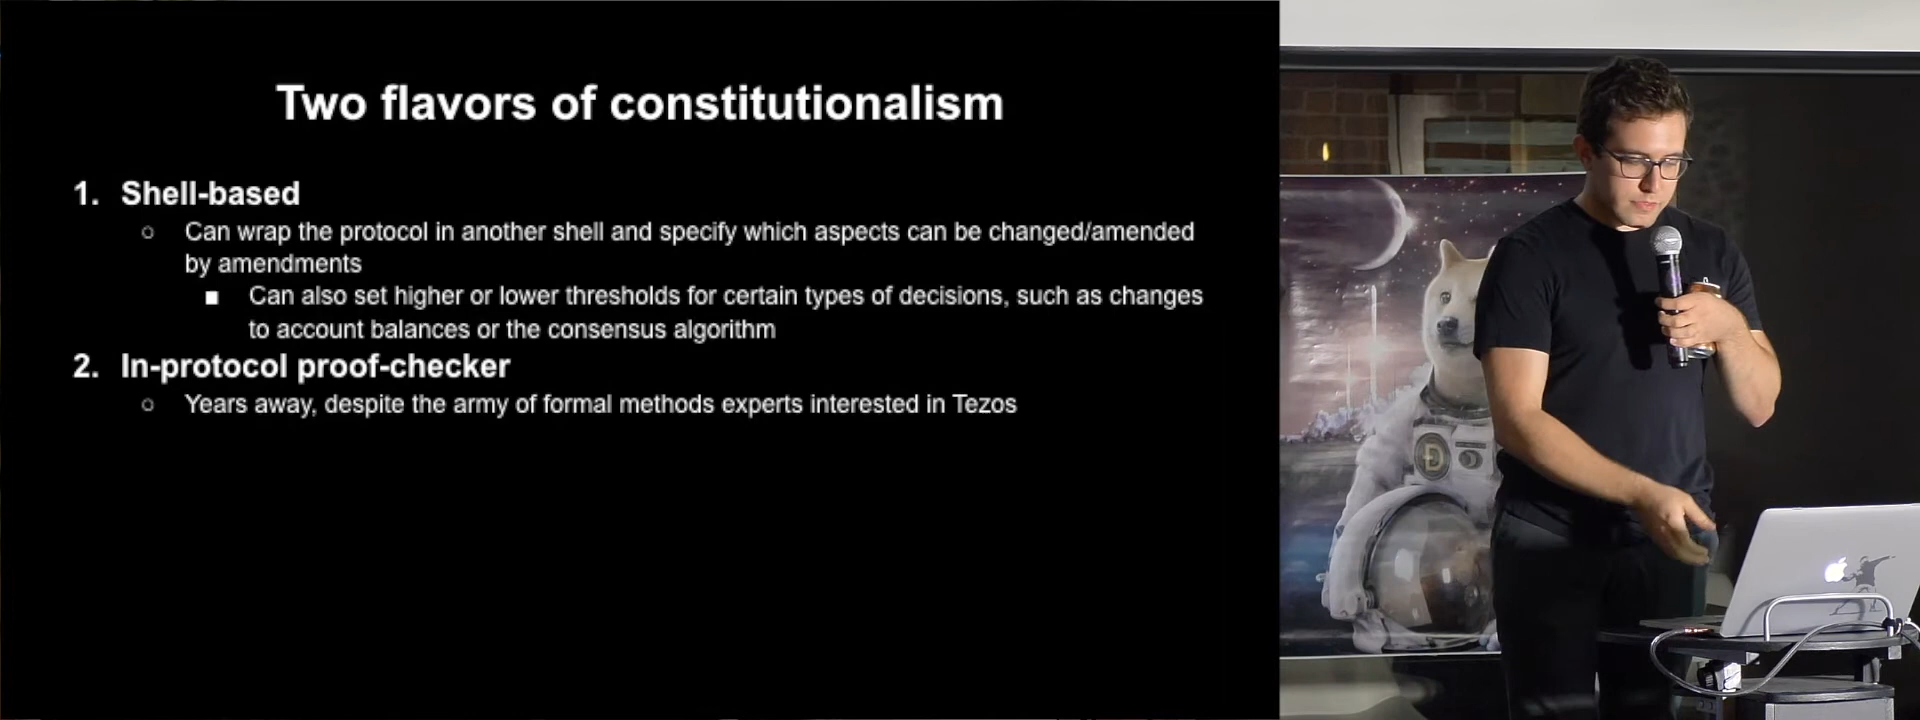 Two flavors of constitutionalism
1. Shell-based
○ Can wrap the protocol in another shell and specify which aspects can be changed/amended
by amendments
■ Can also set higher or lower thresholds for certain types of decisions, such as changes
to account balances or the consensus algorithm
2. In-protocol proof-checker
○ Years away, despite the army of formal methods experts interested in Tezos